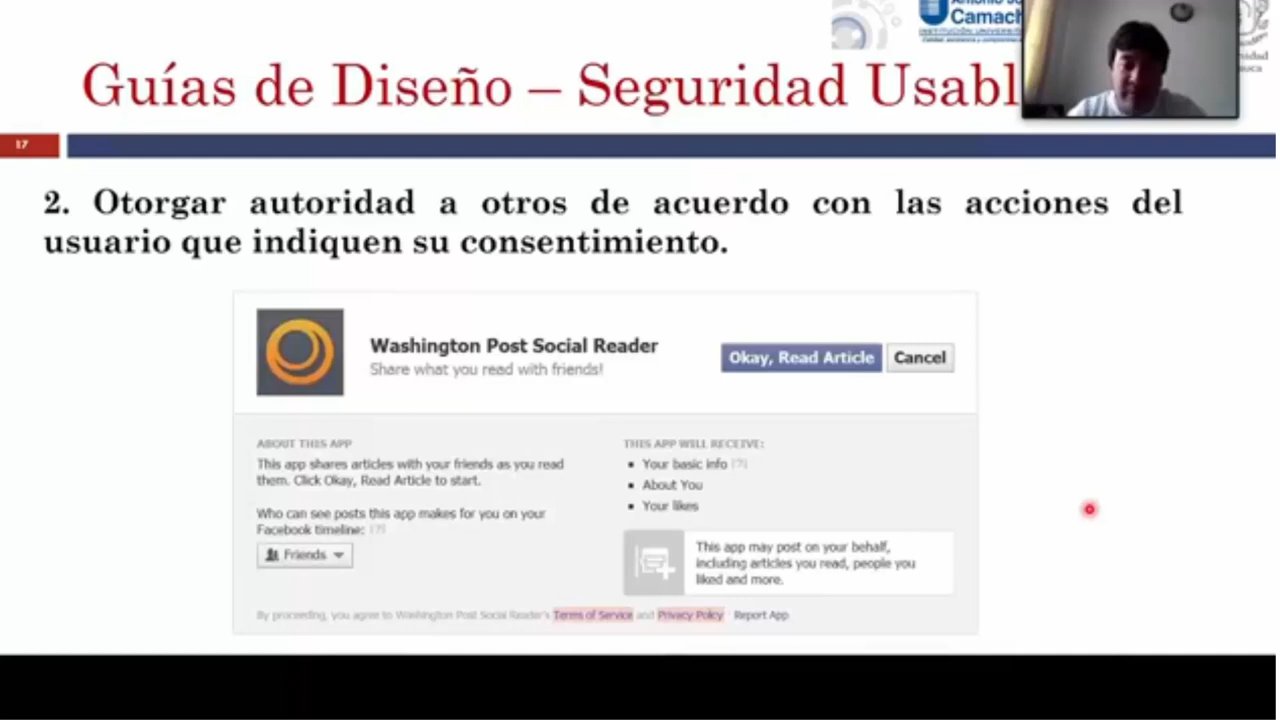 Antonio Jo
Camach
INSTITUCIÓN UNIVERSI
Guías de Diseño – Seguridad Usabl
17
2. Otorgar autoridad a otros de acuerdo con las acciones del
usuario que indiquen su consentimiento.
Washington Post Social Reader
Share what you read with friends!
Okay, Read Article
Cancel
ABOUT THIS APP
This app shares articles with your friends as you read
them. Click Okay, Read Article to start.
Who can see posts this app makes for you on your
Facebook timeline: [?]
Friends
THIS APP WILL RECEIVE:
• Your basic info [?]
• About You
• Your likes
This app may post on your behalf,
including articles you read, people you
liked and more.
By proceeding, you agree to Washington Post Social Reader's Terms of Service and Privacy Policy Report App